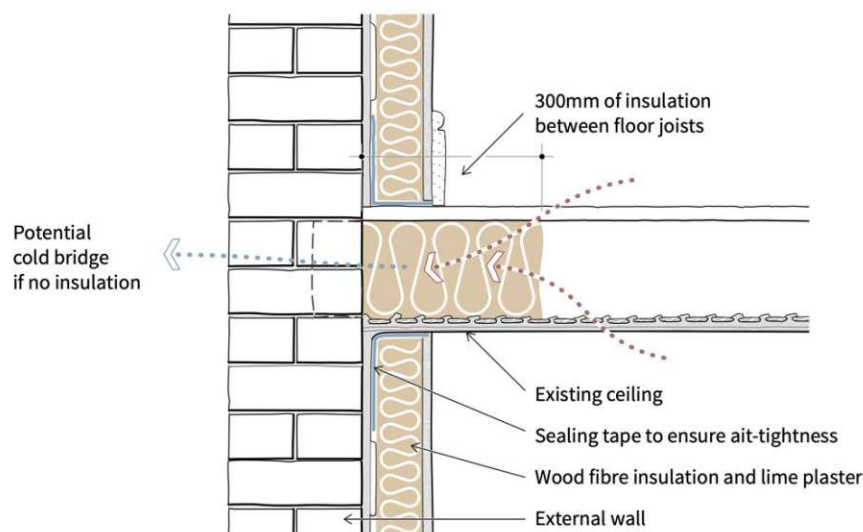 300mm of insulation
between floor joists
Potential
cold bridge
if no insulation
Existing ceiling
Sealing tape to ensure ait-tightness
Wood fibre insulation and lime plaster
External wall